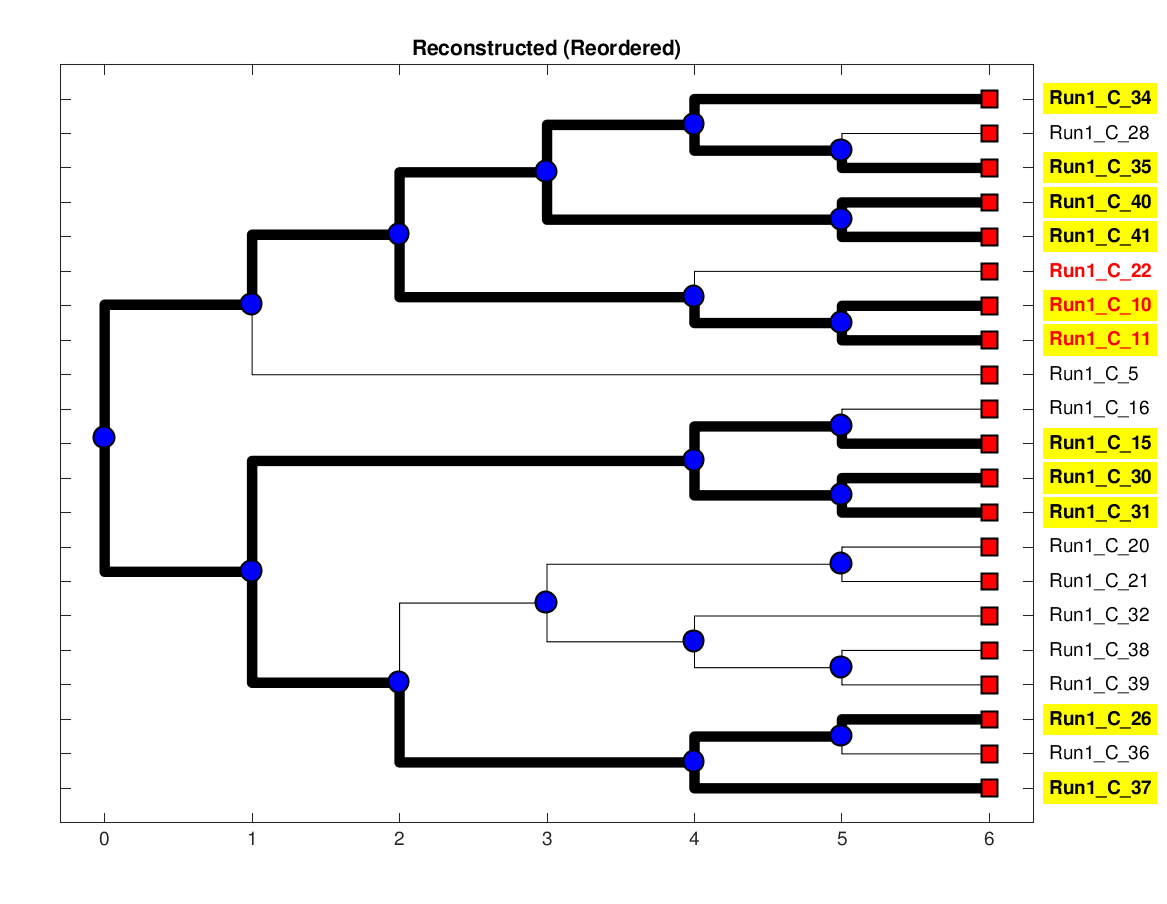 Reconstructed (Reordered)
Run1_C_34
Run1_C_28
Run1_C_35
Run1_C_40
Run1_C_41
Run1_C_22
Run1_C_10
Run1_C_11
Run1_C_5
Run1_C_16
Run1_C_15
Run1_C_30
Run1_C_31
Run1_C_20
Run1_C_21
Run1_C_32
Run1_C_38
Run1_C_39
Run1_C_26
Run1_C_36
Run1_C_37
0 1 2 3 4 5 6